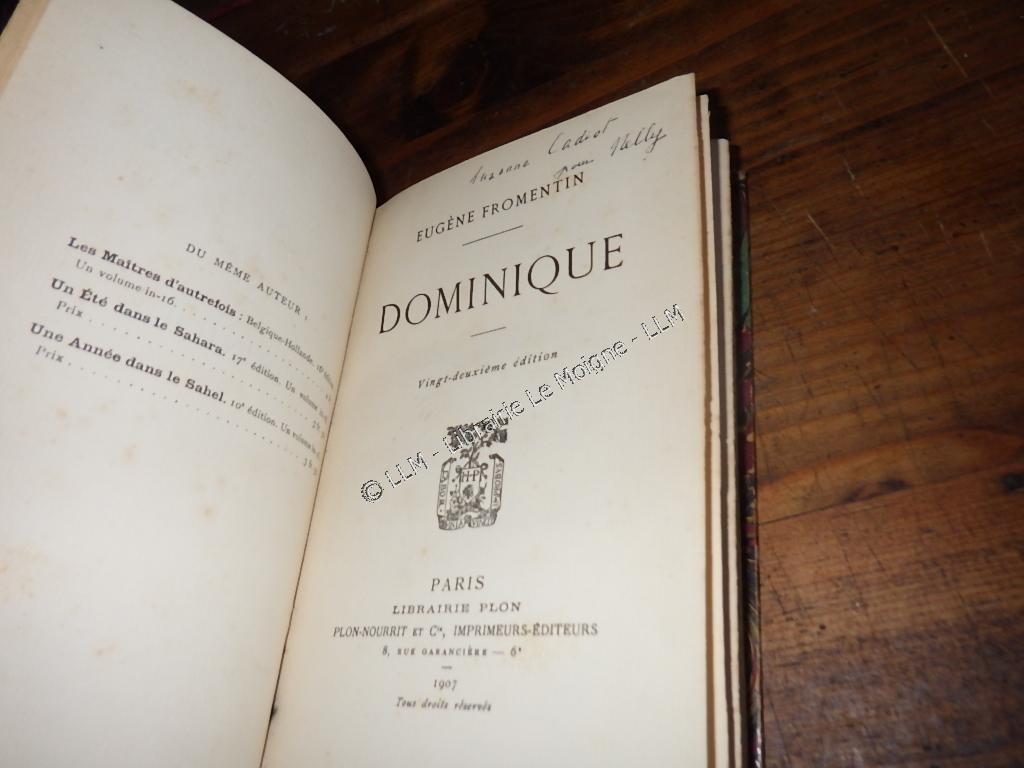 DU MÊME AUTEUR :
Les Maîtres d'autrefois : Belgique-Hollande.
Un volume in-16.
Un Été dans le Sahara. 17e édition. Un volume
Prix
Une Année dans le Sahel. 10e édition. Un volume
Prix
Suzanne Cadiot
pour Nelly
EUGÈNE FROMENTIN
DOMINIQUE
Vingt-deuxième édition
© LLM - Librairie Le Moigne - LLM
PARIS
LIBRAIRIE PLON
PLON-NOURRIT ET Cie, IMPRIMEURS-ÉDITEURS
8, RUE GARANCIÈRE — 6e
1907
Tous droits réservés